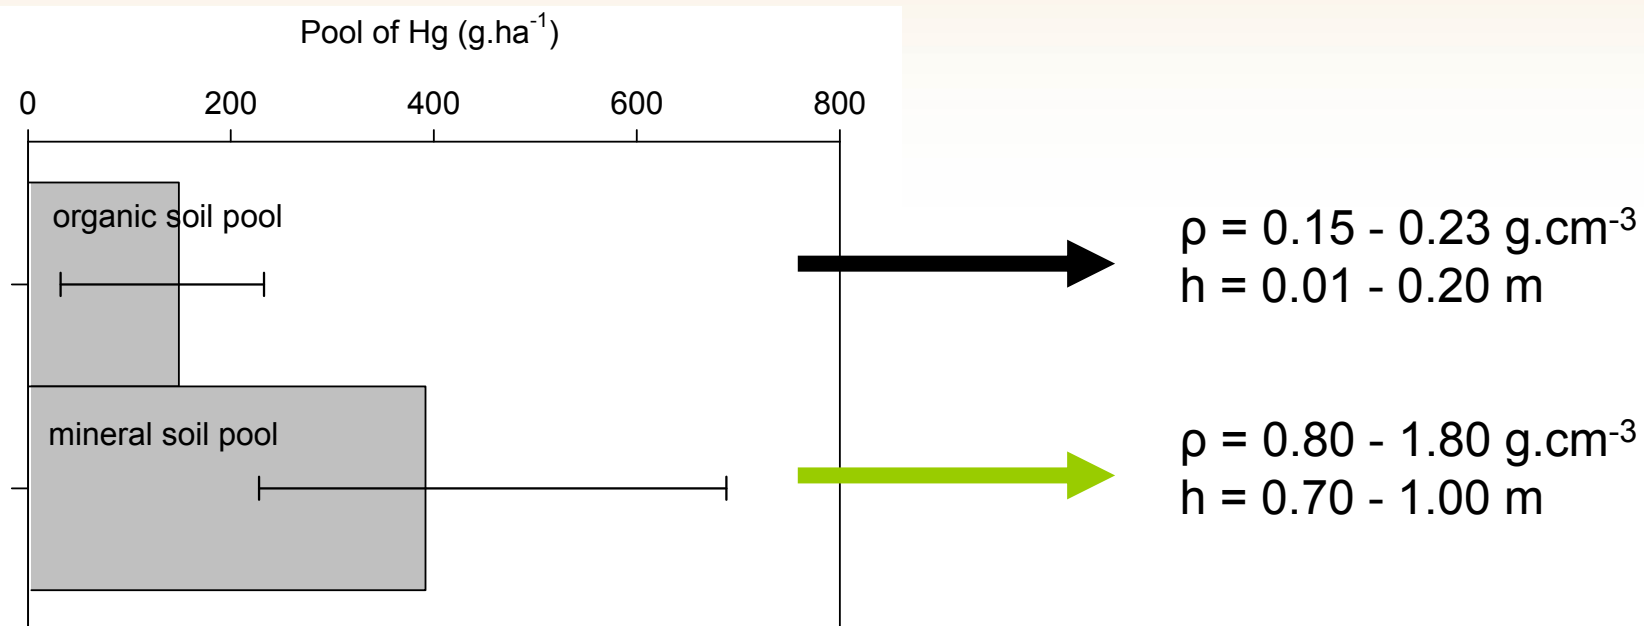 Pool of Hg (g.ha⁻¹)
0 200 400 600 800
organic soil pool
ρ = 0.15 - 0.23 g.cm⁻³
h = 0.01 - 0.20 m
mineral soil pool
ρ = 0.80 - 1.80 g.cm⁻³
h = 0.70 - 1.00 m